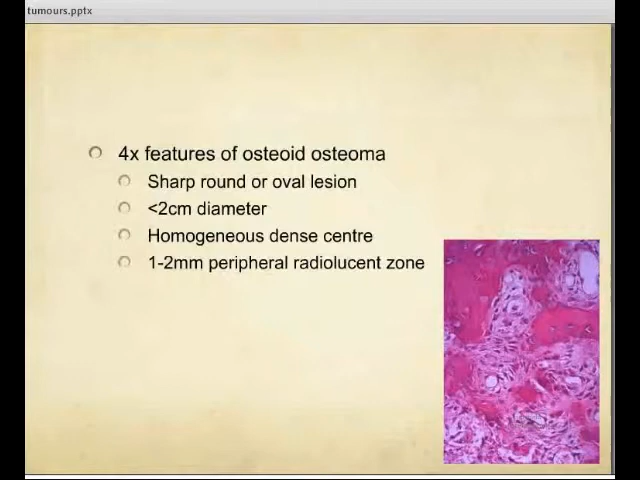 tumours.pptx
4x features of osteoid osteoma
Sharp round or oval lesion
<2cm diameter
Homogeneous dense centre
1-2mm peripheral radiolucent zone